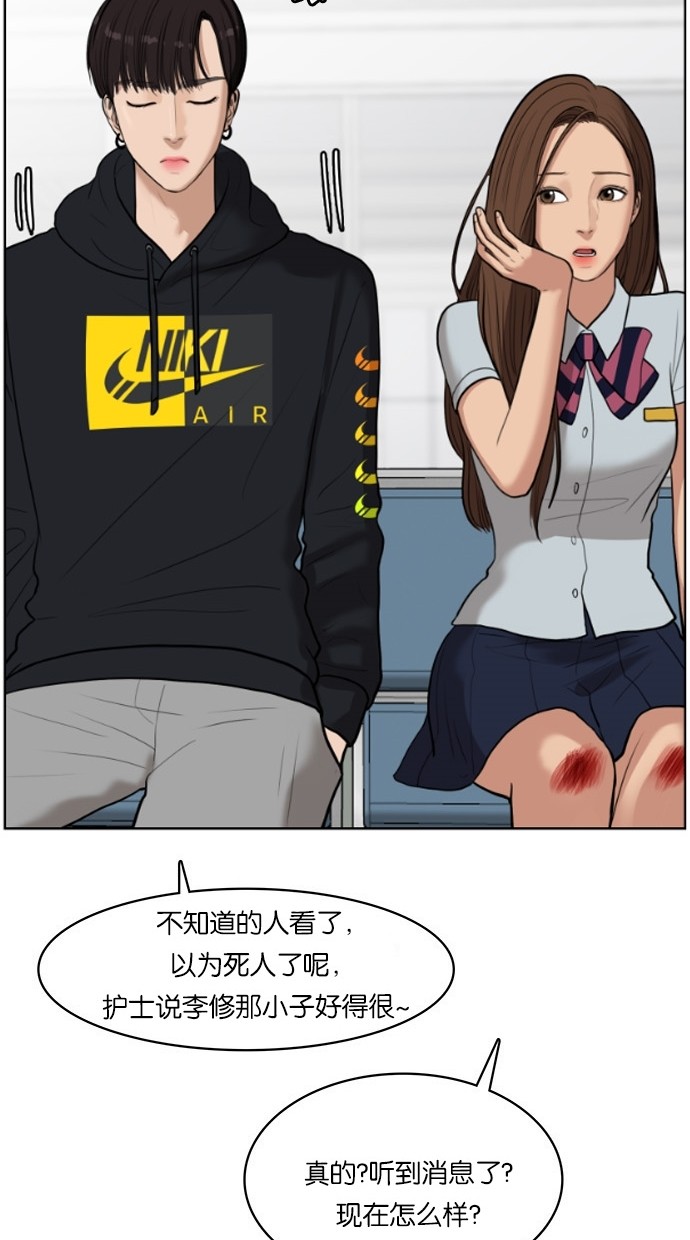 NIKI
AIR
不知道的人看了，
以为死人了呢，
护士说李修那小子好得很~
真的?听到消息了?
现在怎么样?